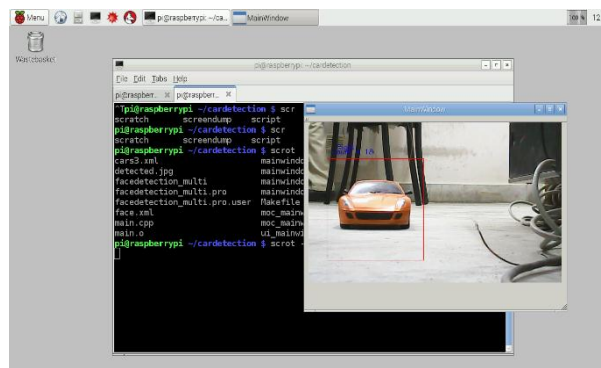 Menu
pi@raspberrypi: ~/ca..
MainWindow
100 %
12
Wastebasket
pi@raspberrypi: ~/cardetection
File Edit Tabs Help
pi@raspberr..
pi@raspberr...
^Tpi@raspberrypi ~/cardetection $ scr
scratch screendump script
pi@raspberrypi ~/cardetection $ scr
scratch screendump script
pi@raspberrypi ~/cardetection $ scrot
cars3.xml mainwindo
detected.jpg mainwindo
facedetection_multi mainwindo
facedetection_multi.pro mainwindo
facedetection_multi.pro.user Makefile
face.xml moc_mainw
main.cpp moc_mainw
main.o ui_mainwi
pi@raspberrypi ~/cardetection $ scrot -
MainWindow